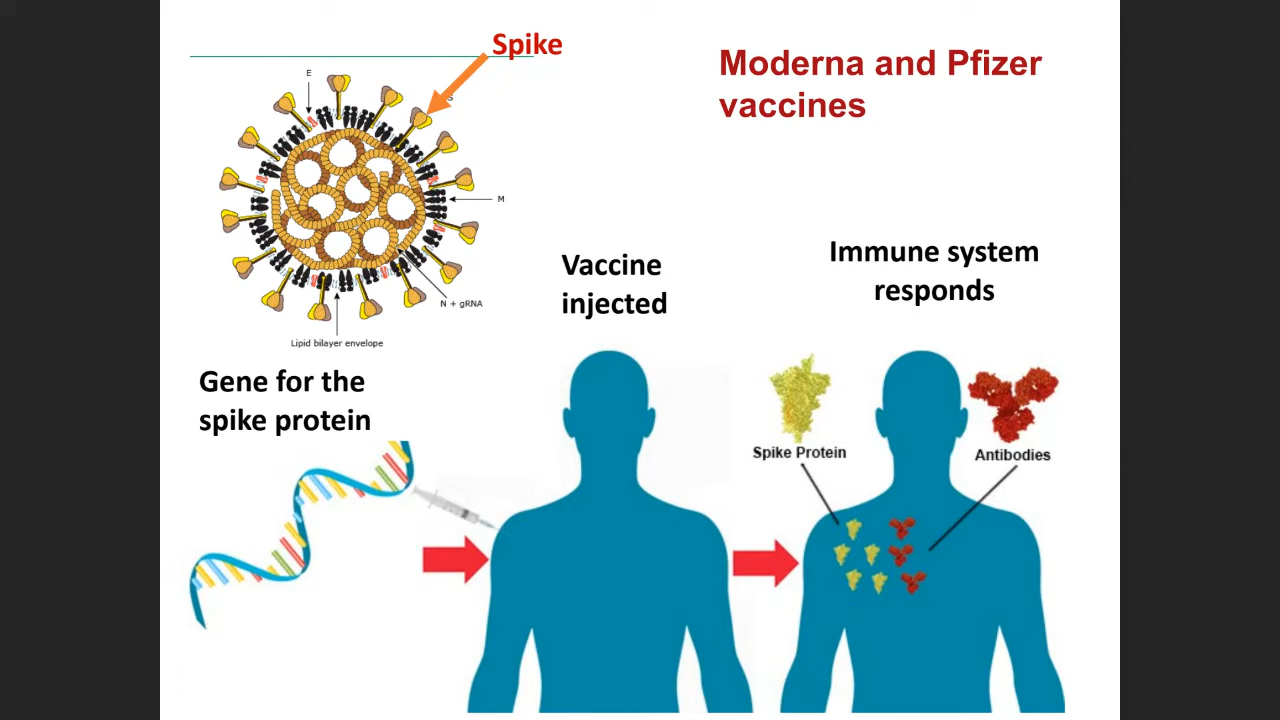 Spike
Moderna and Pfizer
vaccines
E
S
M
N + gRNA
Lipid bilayer envelope
Gene for the
spike protein
Vaccine
injected
Immune system
responds
Spike Protein
Antibodies